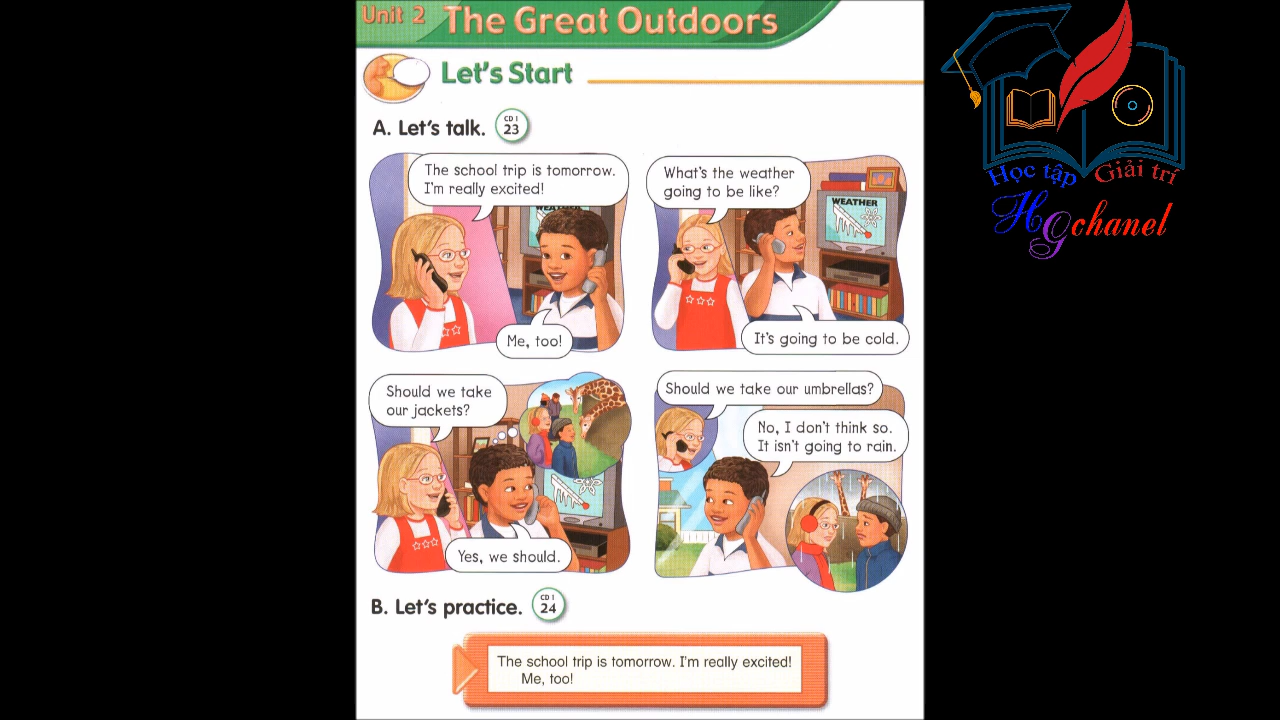 Unit 2 The Great Outdoors
Let's Start
A. Let's talk. CD 1 23
The school trip is tomorrow.
I'm really excited!
WEATHER
Me, too!
What's the weather
going to be like?
WEATHER
It's going to be cold.
Should we take
our jackets?
Yes, we should.
Should we take our umbrellas?
No, I don't think so.
It isn't going to rain.
B. Let's practice. CD 1 24
The school trip is tomorrow. I'm really excited!
Me, too!
Học tập Giải trí
HGchanel